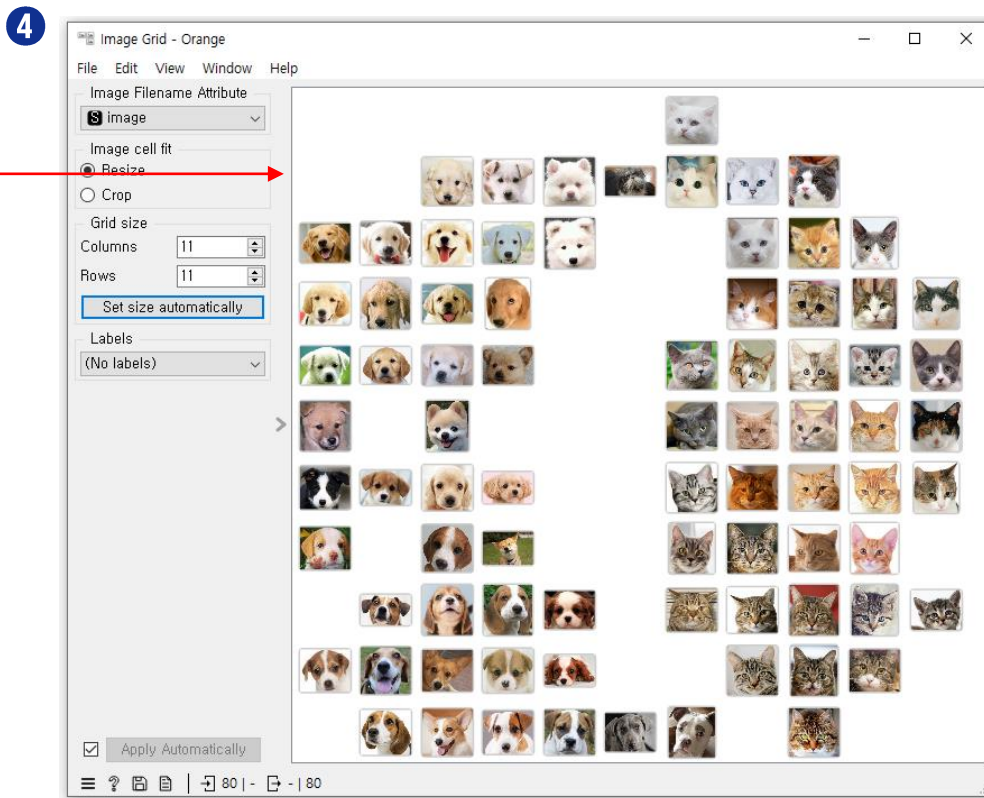 4
Image Grid - Orange
File Edit View Window Help
Image Filename Attribute
S image
Image cell fit
Resize
Crop
Grid size
Columns 11
Rows 11
Set size automatically
Labels
(No labels)
>
Apply Automatically
? 80 | - - | 80